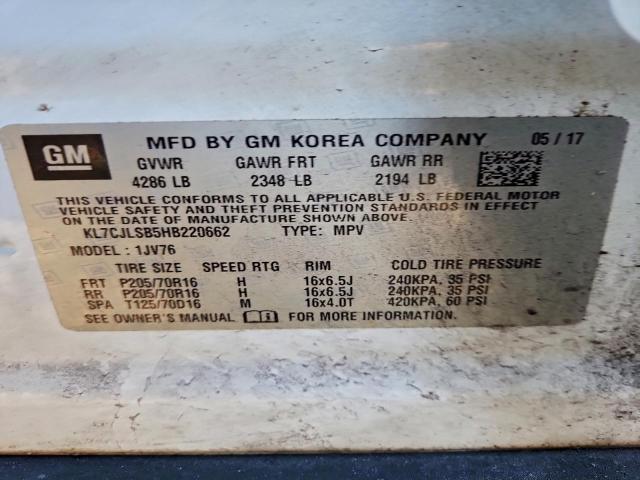 GM
MFD BY GM KOREA COMPANY 05 / 17
GVWR GAWR FRT GAWR RR
4286 LB 2348 LB 2194 LB
THIS VEHICLE CONFORMS TO ALL APPLICABLE U.S. FEDERAL MOTOR
VEHICLE SAFETY AND THEFT PREVENTION STANDARDS IN EFFECT
ON THE DATE OF MANUFACTURE SHOWN ABOVE.
KL7CJLSB5HB220662 TYPE: MPV
MODEL : 1JV76
TIRE SIZE SPEED RTG RIM COLD TIRE PRESSURE
FRT P205/70R16 H 16x6.5J 240KPA, 35 PSI
RR P205/70R16 H 16x6.5J 240KPA, 35 PSI
SPA T125/70D16 M 16x4.0T 420KPA, 60 PSI
SEE OWNER'S MANUAL FOR MORE INFORMATION.